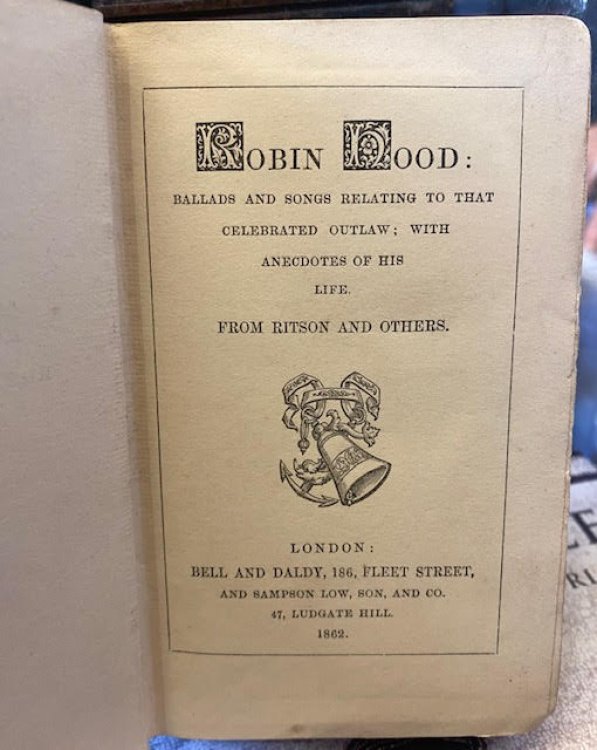 ROBIN HOOD:
BALLADS AND SONGS RELATING TO THAT
CELEBRATED OUTLAW; WITH
ANECDOTES OF HIS
LIFE.
FROM RITSON AND OTHERS.
LONDON:
BELL AND DALDY, 186, FLEET STREET,
AND SAMPSON LOW, SON, AND CO.
47, LUDGATE HILL.
1862.